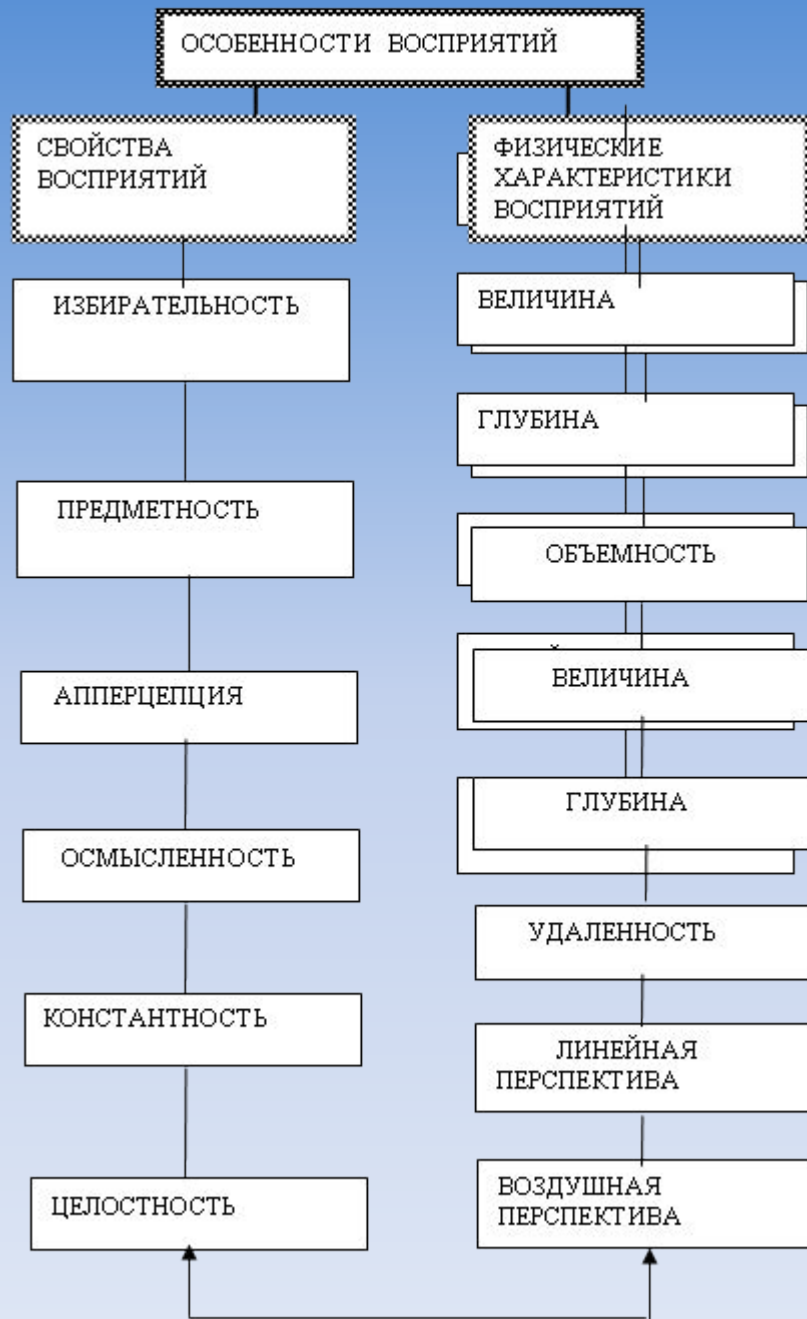 ОСОБЕННОСТИ ВОСПРИЯТИЙ
СВОЙСТВА
ВОСПРИЯТИЙ
ИЗБИРАТЕЛЬНОСТЬ
ПРЕДМЕТНОСТЬ
АППЕРЦЕПЦИЯ
ОСМЫСЛЕННОСТЬ
КОНСТАНТНОСТЬ
ЦЕЛОСТНОСТЬ
ФИЗИЧЕСКИЕ
ХАРАКТЕРИСТИКИ
ВОСПРИЯТИЙ
ВЕЛИЧИНА
ГЛУБИНА
ОБЪЕМНОСТЬ
ВЕЛИЧИНА
ГЛУБИНА
УДАЛЕННОСТЬ
ЛИНЕЙНАЯ
ПЕРСПЕКТИВА
ВОЗДУШНАЯ
ПЕРСПЕКТИВА